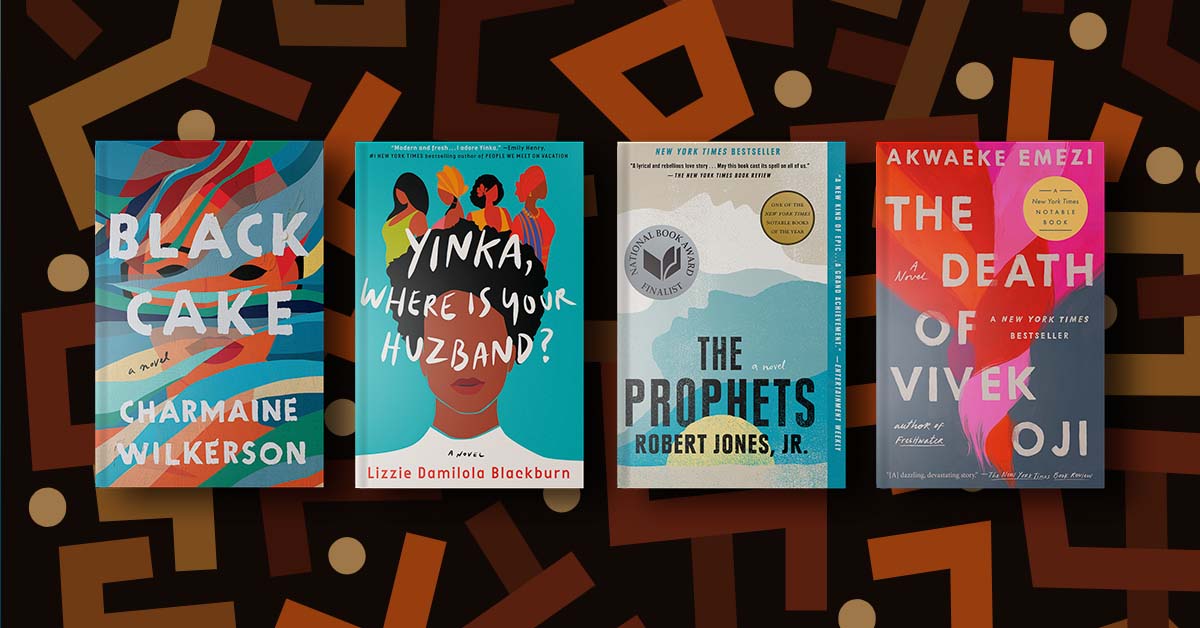 BLACK
CAKE
a novel
CHARMAINE
WILKERSON
"Modern and fresh...I adore Yinka." —Emily Henry,
#1 NEW YORK TIMES bestselling author of PEOPLE WE MEET ON VACATION
YINKA,
WHERE IS YOUR
HUZBAND?
A NOVEL
Lizzie Damilola Blackburn
NEW YORK TIMES BESTSELLER
"A lyrical and rebellious love story . . . May this book cast its spell on all of us."
—THE NEW YORK TIMES BOOK REVIEW
ONE OF THE
NEW YORK TIMES
NOTABLE BOOKS
OF THE YEAR
NATIONAL BOOK AWARD
FINALIST
THE
a novel
PROPHETS
ROBERT JONES, JR.
"A NEW KIND OF EPIC...A GRAND ACHIEVEMENT." —ENTERTAINMENT WEEKLY
AKWAEKE EMEZI
THE
A
New York Times
NOTABLE
BOOK
A Novel
DEATH
OF
A NEW YORK TIMES
BESTSELLER
VIVEK
author of
FRESHWATER
OJI
"[A] dazzling, devastating story." —The New York Times Book Review